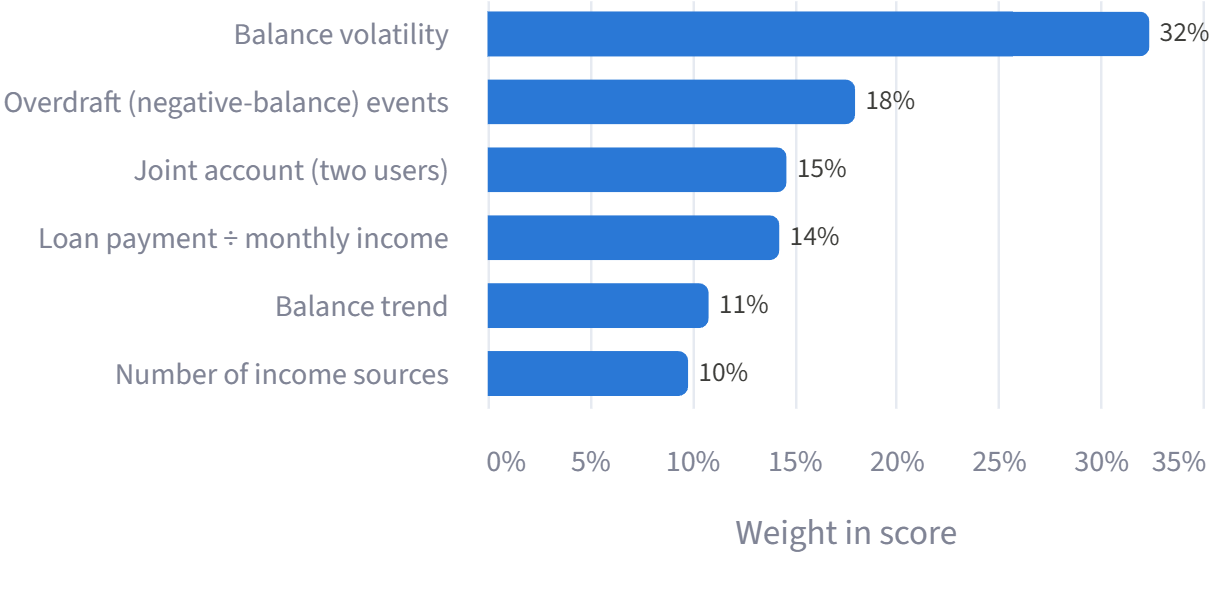 Balance volatility 32%
Overdraft (negative-balance) events 18%
Joint account (two users) 15%
Loan payment ÷ monthly income 14%
Balance trend 11%
Number of income sources 10%
0% 5% 10% 15% 20% 25% 30% 35%
Weight in score